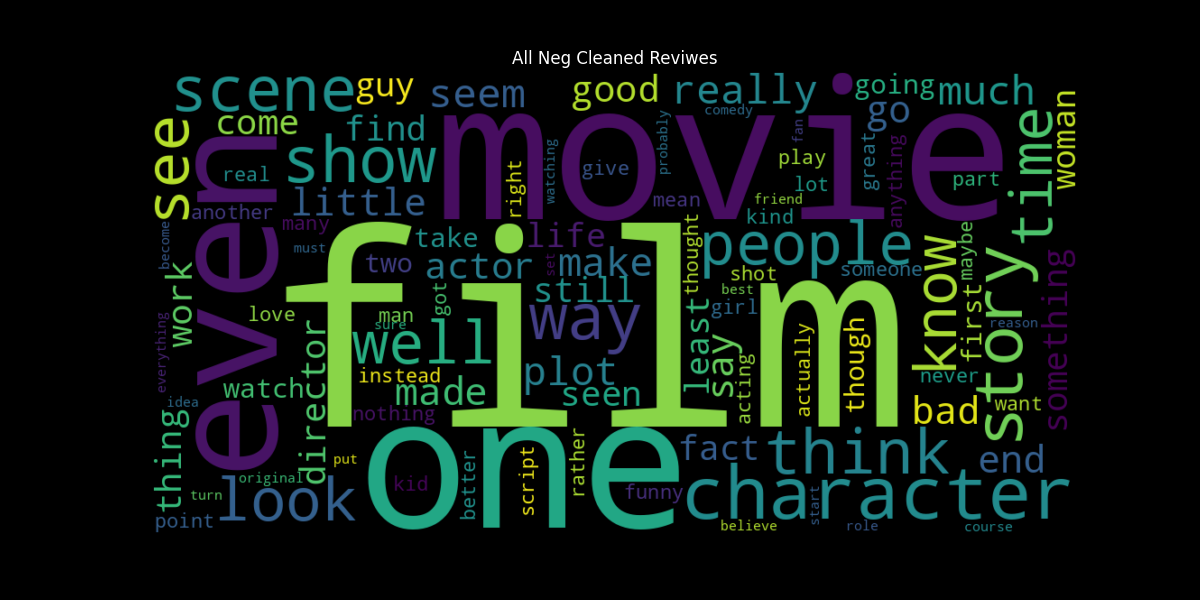 All Neg Cleaned Reviwes
scene
guy
seem
good
really
going
much
see
come
find
movie
comedy
go
time
woman
even
show
real
right
watching
give
probably
fan
play
great
anything
lot
part
another
little
mean
friend
kind
many
become
must
film
take
life
thought
people
someone
know
maybe
story
something
two
actor
set
make
shot
work
got
still
best
girl
first
reason
love
man
sure
way
least
say
actually
though
everything
director
well
plot
never
watch
instead
made
seen
acting
want
idea
nothing
bad
thing
one
fact
think
end
put
better
script
rather
original
kid
funny
character
turn
look
start
point
believe
role
course